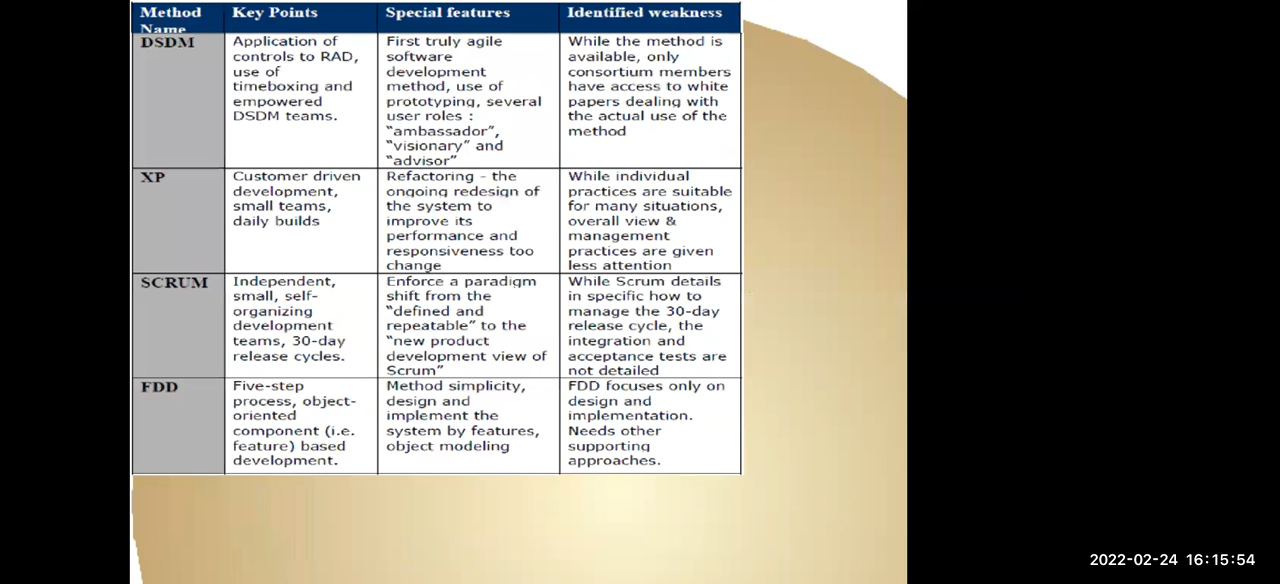 Method Name
Key Points
Special features
Identified weakness
DSDM
Application of
controls to RAD,
use of
timeboxing and
empowered
DSDM teams.
First truly agile
software
development
method, use of
prototyping, several
user roles :
“ambassador”,
“visionary” and
“advisor”
While the method is
available, only
consortium members
have access to white
papers dealing with
the actual use of the
method
XP
Customer driven
development,
small teams,
daily builds
Refactoring - the
ongoing redesign of
the system to
improve its
performance and
responsiveness too
change
While individual
practices are suitable
for many situations,
overall view &
management
practices are given
less attention
SCRUM
Independent,
small, self-
organizing
development
teams, 30-day
release cycles.
Enforce a paradigm
shift from the
“defined and
repeatable” to the
“new product
development view of
Scrum”
While Scrum details
in specific how to
manage the 30-day
release cycle, the
integration and
acceptance tests are
not detailed
FDD
Five-step
process, object-
oriented
component (i.e.
feature) based
development.
Method simplicity,
design and
implement the
system by features,
object modeling
FDD focuses only on
design and
implementation.
Needs other
supporting
approaches.
2022-02-24 16:15:54